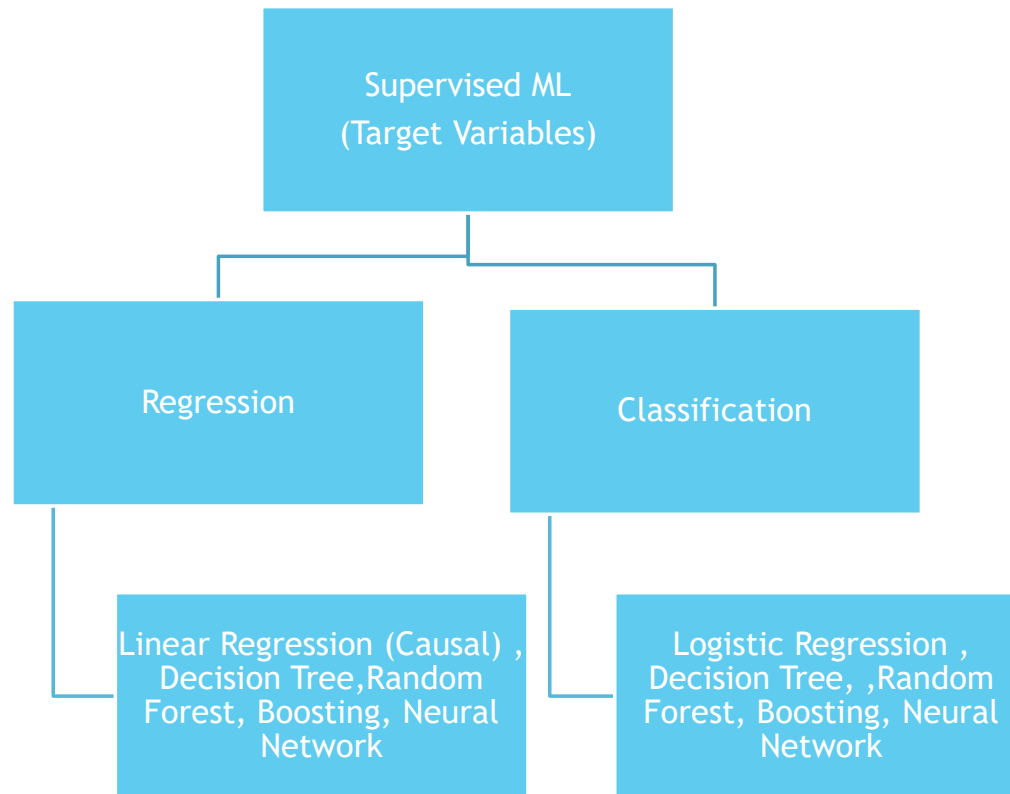 Supervised ML
(Target Variables)
Regression
Classification
Linear Regression (Causal) ,
Decision Tree,Random
Forest, Boosting, Neural
Network
Logistic Regression ,
Decision Tree, ,Random
Forest, Boosting, Neural
Network